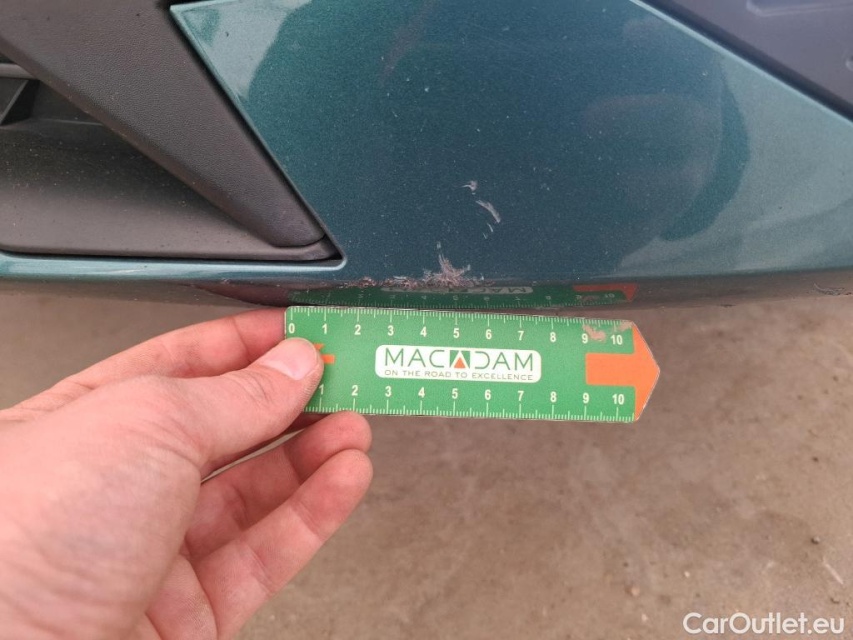 0 1 2 3 4 5 6 7 8 9 10
MACADAM
ON THE ROAD TO EXCELLENCE
1 2 3 4 5 6 7 8 9 10
CarOutlet.eu